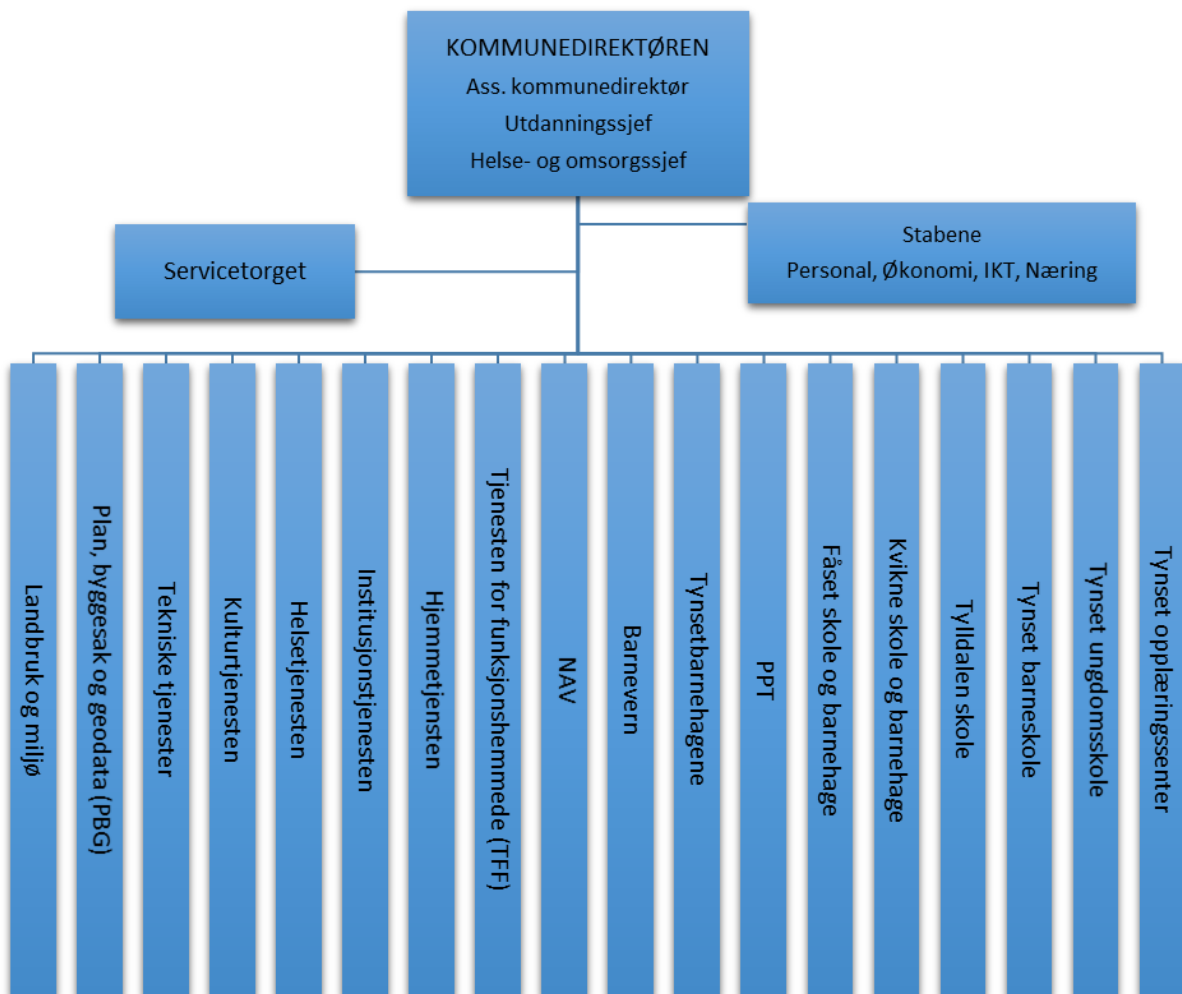 KOMMUNEDIREKTØREN
Ass. kommunedirektør
Utdanningssjef
Helse- og omsorgssjef
Servicetorget
Stabene
Personal, Økonomi, IKT, Næring
Landbruk og miljø
Plan, byggesak og geodata (PBG)
Tekniske tjenester
Kulturtjenesten
Helsetjenesten
Institusjonstjenesten
Hjemmetjensten
Tjenesten for funksjonshemmede (TFF)
NAV
Barnevern
Tynsetbarnehagene
PPT
Fåset skole og barnehage
Kvikne skole og barnehage
Tylldalen skole
Tynset barneskole
Tynset ungdomsskole
Tynset opplæringssenter